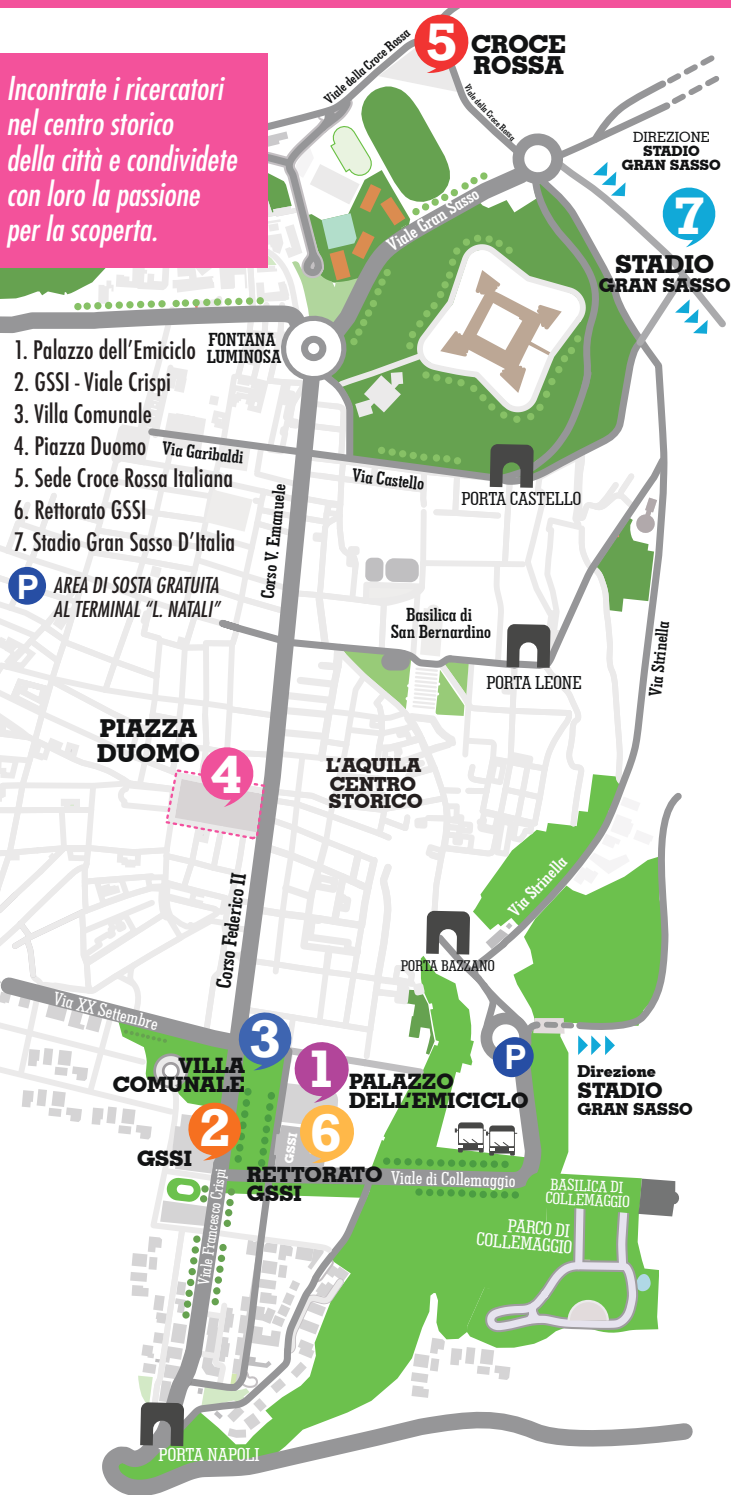 Incontrate i ricercatori
nel centro storico
della città e condividete
con loro la passione
per la scoperta.
5
CROCE
ROSSA
Viale della Croce Rossa
Viale della Croce Rossa
DIREZIONE
STADIO
GRAN SASSO
7
STADIO
GRAN SASSO
Viale Gran Sasso
FONTANA
LUMINOSA
1. Palazzo dell'Emiciclo
2. GSSI - Viale Crispi
3. Villa Comunale
4. Piazza Duomo
5. Sede Croce Rossa Italiana
6. Rettorato GSSI
7. Stadio Gran Sasso D'Italia
P
AREA DI SOSTA GRATUITA
AL TERMINAL "L. NATALI"
Via Garibaldi
Via Castello
PORTA CASTELLO
Corso V. Emanuele
Basilica di
San Bernardino
PORTA LEONE
Via Strinella
PIAZZA
DUOMO
4
L'AQUILA
CENTRO
STORICO
Corso Federico II
Via Strinella
PORTA BAZZANO
Via XX Settembre
3
VILLA
COMUNALE
1
PALAZZO
DELL'EMICICLO
P
Direzione
STADIO
GRAN SASSO
2
GSSI
GSSI
6
RETTORATO
GSSI
Viale di Collemaggio
BASILICA DI
COLLEMAGGIO
PARCO DI
COLLEMAGGIO
Viale Francesco Crispi
PORTA NAPOLI